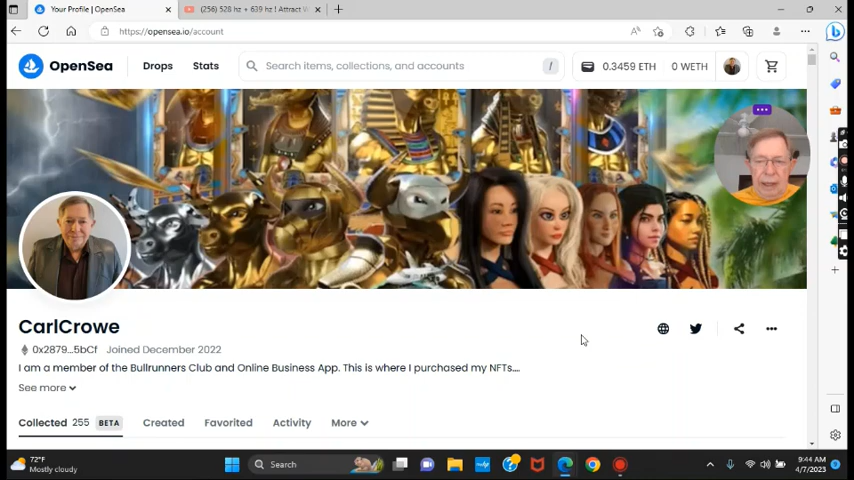 Your Profile | OpenSea
(256) 528 hz + 639 hz ! Attract W
https://opensea.io/account
OpenSea
Drops
Stats
Search items, collections, and accounts
/
0.3459 ETH
0 WETH
CarlCrowe
0x2879...5bCf Joined December 2022
I am a member of the Bullrunners Club and Online Business App. This is where I purchased my NFTs....
See more
Collected 255 BETA
Created
Favorited
Activity
More
72°F
Mostly cloudy
Search
9:44 AM
4/7/2023